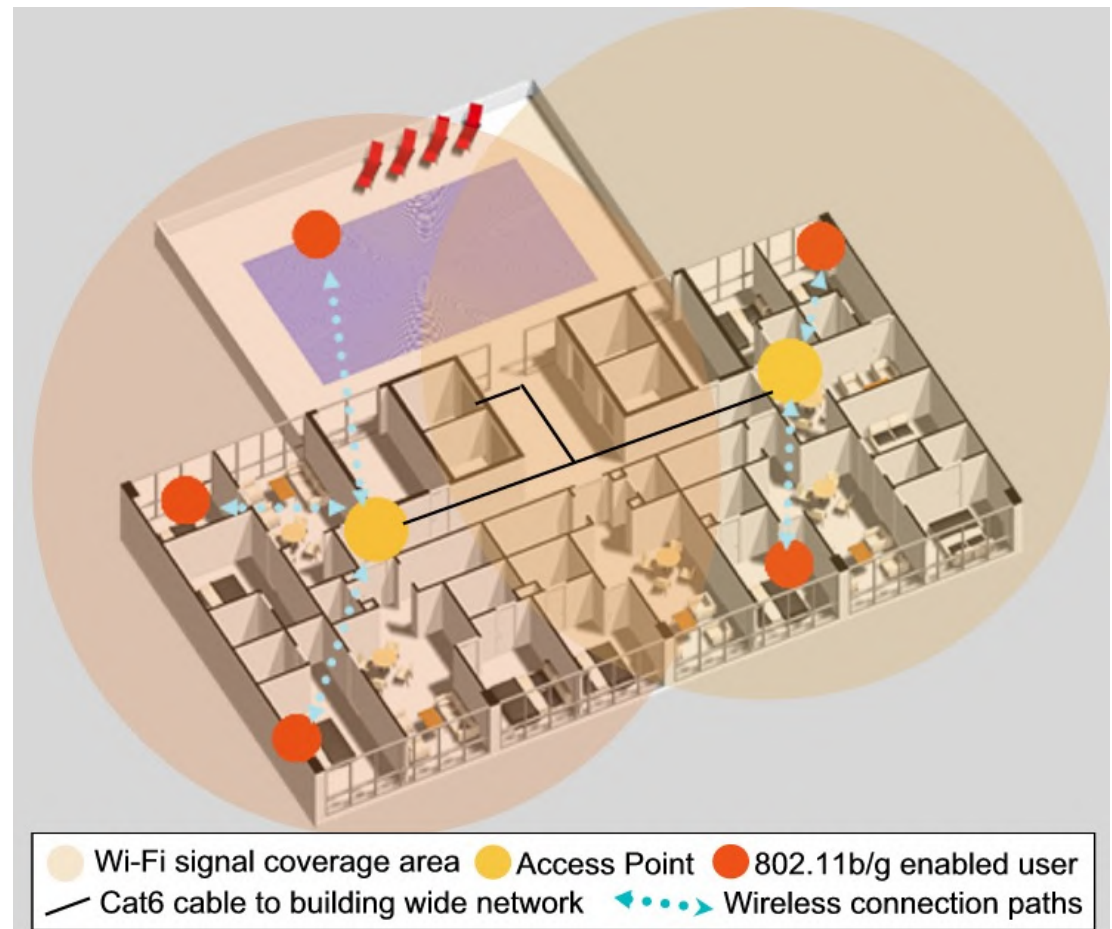 Wi-Fi signal coverage area Access Point 802.11b/g enabled user
Cat6 cable to building wide network Wireless connection paths